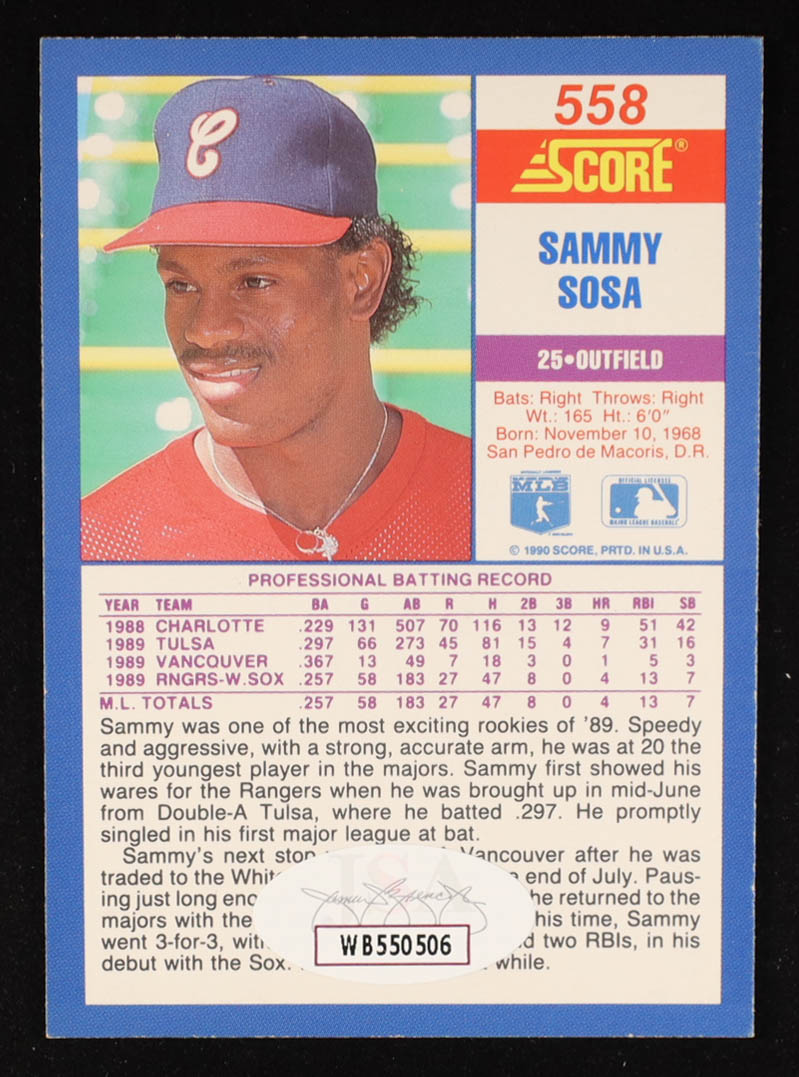 C
558
SCORE®
SAMMY
SOSA
25•OUTFIELD
Bats: Right Throws: Right
Wt.: 165 Ht.: 6'0"
Born: November 10, 1968
San Pedro de Macoris, D.R.
MLB
OFFICIAL LICENSEE
MAJOR LEAGUE BASEBALL
© 1990 SCORE, PRTD. IN U.S.A.
PROFESSIONAL BATTING RECORD
YEAR TEAM BA G AB R H 2B 3B HR RBI SB
1988 CHARLOTTE .229 131 507 70 116 13 12 9 51 42
1989 TULSA .297 66 273 45 81 15 4 7 31 16
1989 VANCOUVER .367 13 49 7 18 3 0 1 5 3
1989 RNGRS-W.SOX .257 58 183 27 47 8 0 4 13 7
M.L. TOTALS .257 58 183 27 47 8 0 4 13 7
Sammy was one of the most exciting rookies of '89. Speedy
and aggressive, with a strong, accurate arm, he was at 20 the
third youngest player in the majors. Sammy first showed his
wares for the Rangers when he was brought up in mid-June
from Double-A Tulsa, where he batted .297. He promptly
singled in his first major league at bat.
Sammy's next stop Vancouver after he was
traded to the White end of July. Paus-
ing just long he returned to the
majors with the his time, Sammy
went 3-for-3, two RBIs, in his
debut with the Sox. while.
JSA
WB550506